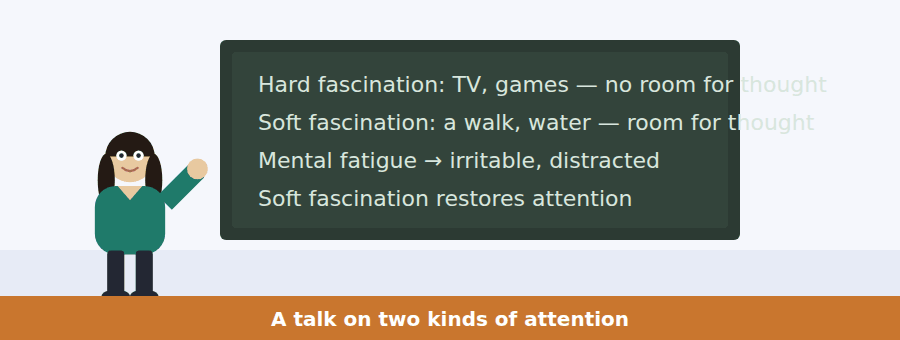 Hard fascination: TV, games — no room for thought
Soft fascination: a walk, water — room for thought
Mental fatigue → irritable, distracted
Soft fascination restores attention
A talk on two kinds of attention